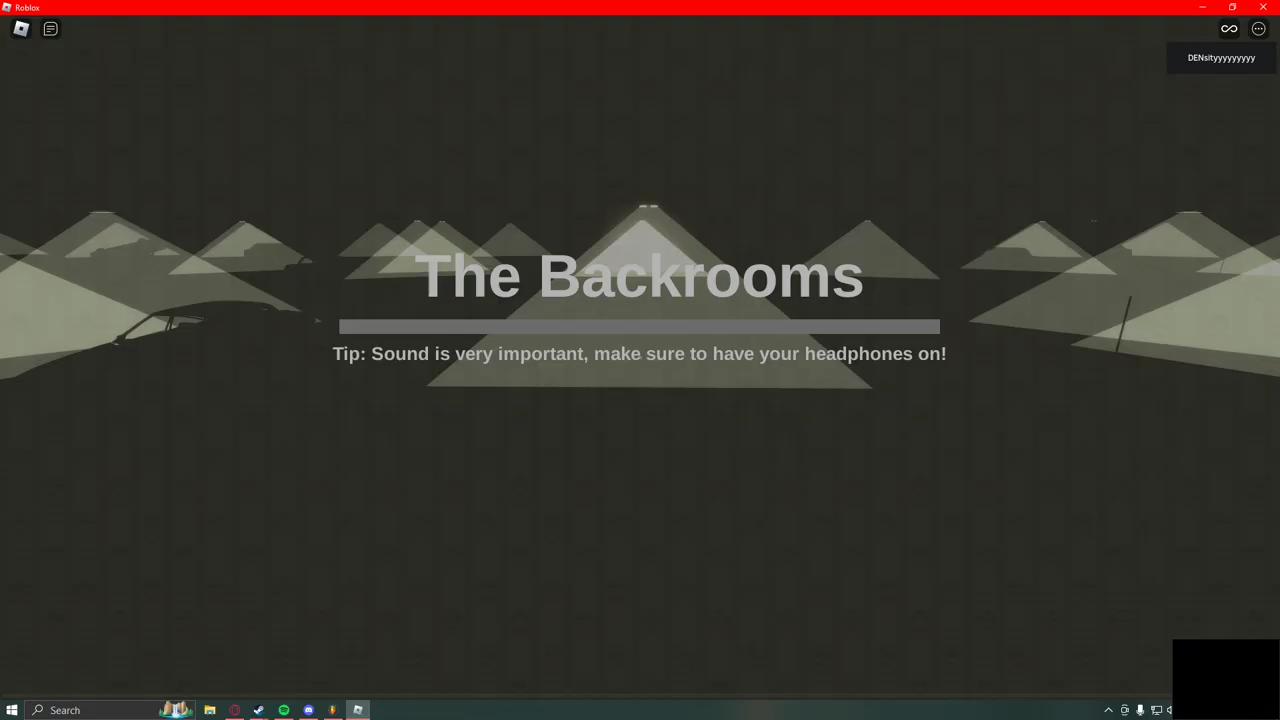 Roblox
DENsityyyyyyyyy
The Backrooms
Tip: Sound is very important, make sure to have your headphones on!
Search